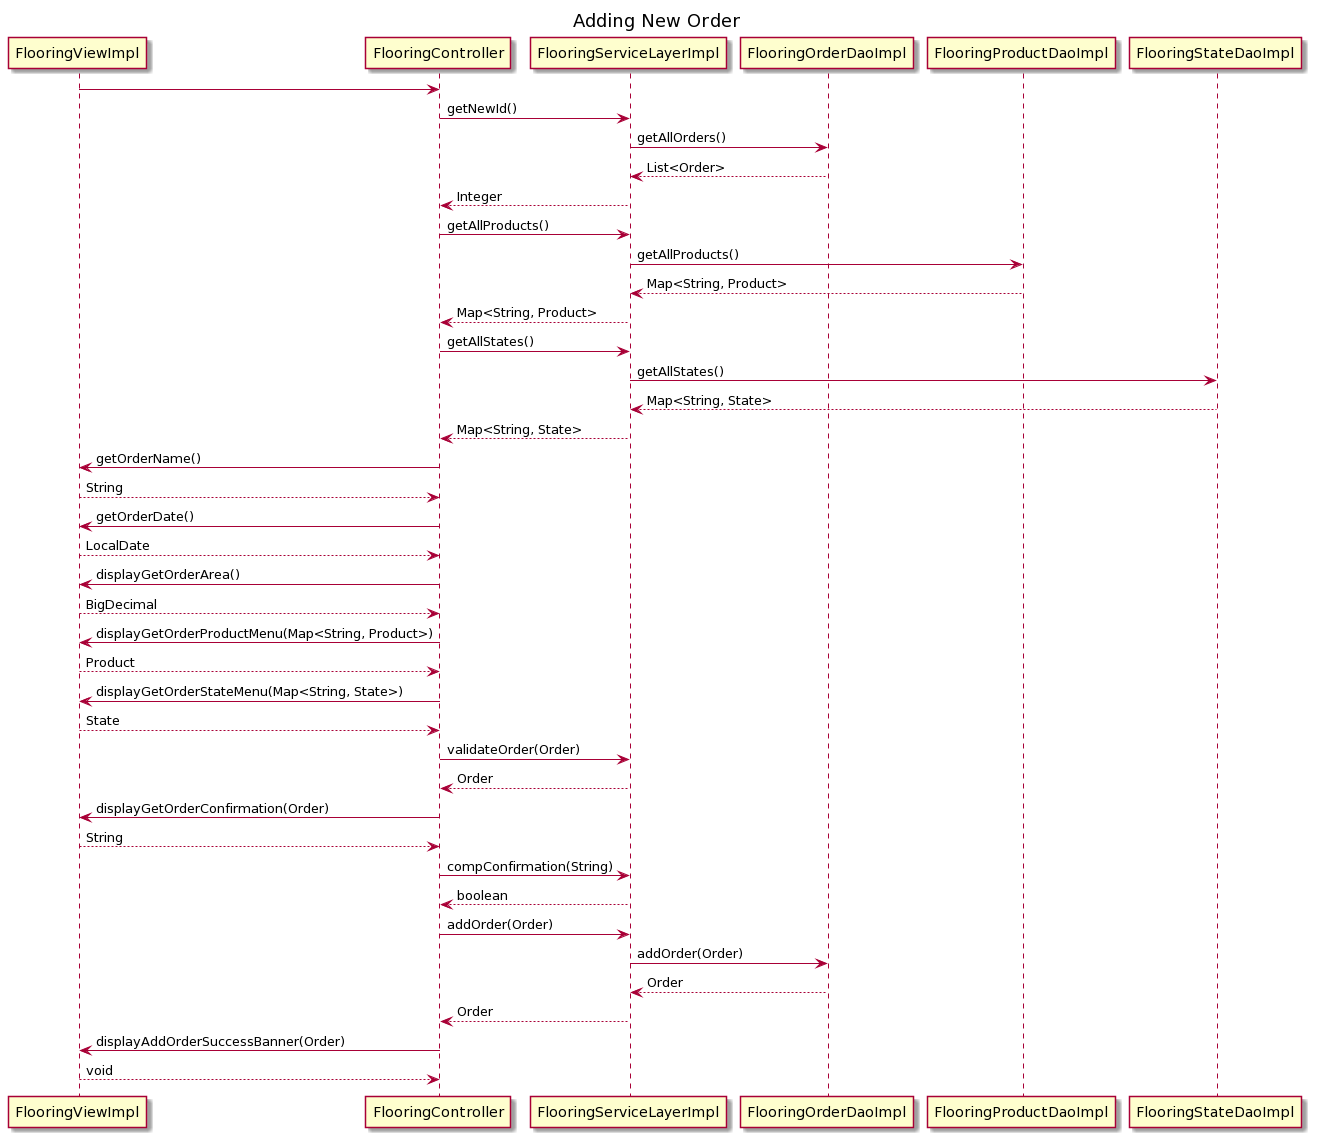 Adding New Order
FlooringViewImpl FlooringController FlooringServiceLayerImpl FlooringOrderDaoImpl FlooringProductDaoImpl FlooringStateDaoImpl
getNewId()
getAllOrders()
List<Order>
Integer
getAllProducts()
getAllProducts()
Map<String, Product>
Map<String, Product>
getAllStates()
getAllStates()
Map<String, State>
Map<String, State>
getOrderName()
String
getOrderDate()
LocalDate
displayGetOrderArea()
BigDecimal
displayGetOrderProductMenu(Map<String, Product>)
Product
displayGetOrderStateMenu(Map<String, State>)
State
validateOrder(Order)
Order
displayGetOrderConfirmation(Order)
String
compConfirmation(String)
boolean
addOrder(Order)
addOrder(Order)
Order
Order
displayAddOrderSuccessBanner(Order)
void
FlooringViewImpl FlooringController FlooringServiceLayerImpl FlooringOrderDaoImpl FlooringProductDaoImpl FlooringStateDaoImpl